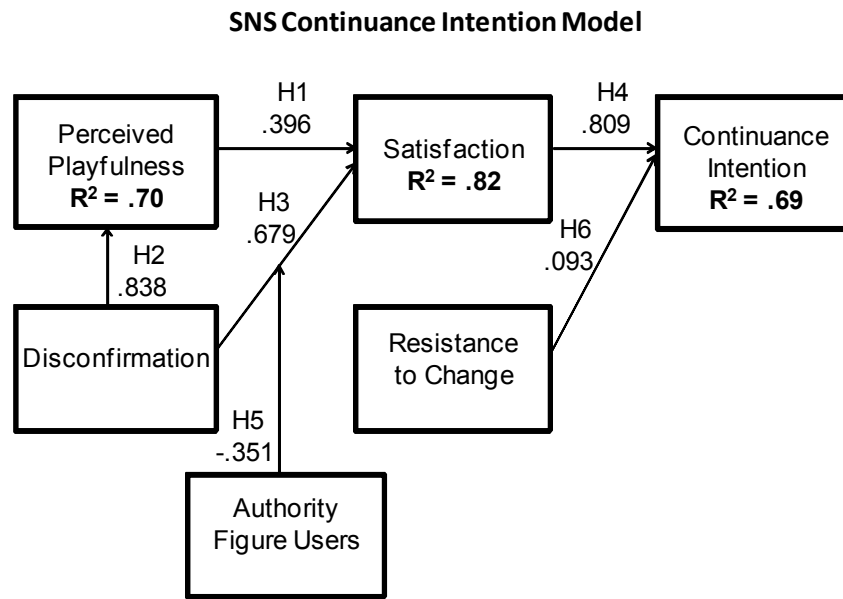 SNS Continuance Intention Model
H1
.396
H4
.809
Perceived
Playfulness
R² = .70
Satisfaction
R² = .82
Continuance
Intention
R² = .69
H3
.679
H6
.093
H2
.838
Disconfirmation
Resistance
to Change
H5
-.351
Authority
Figure Users